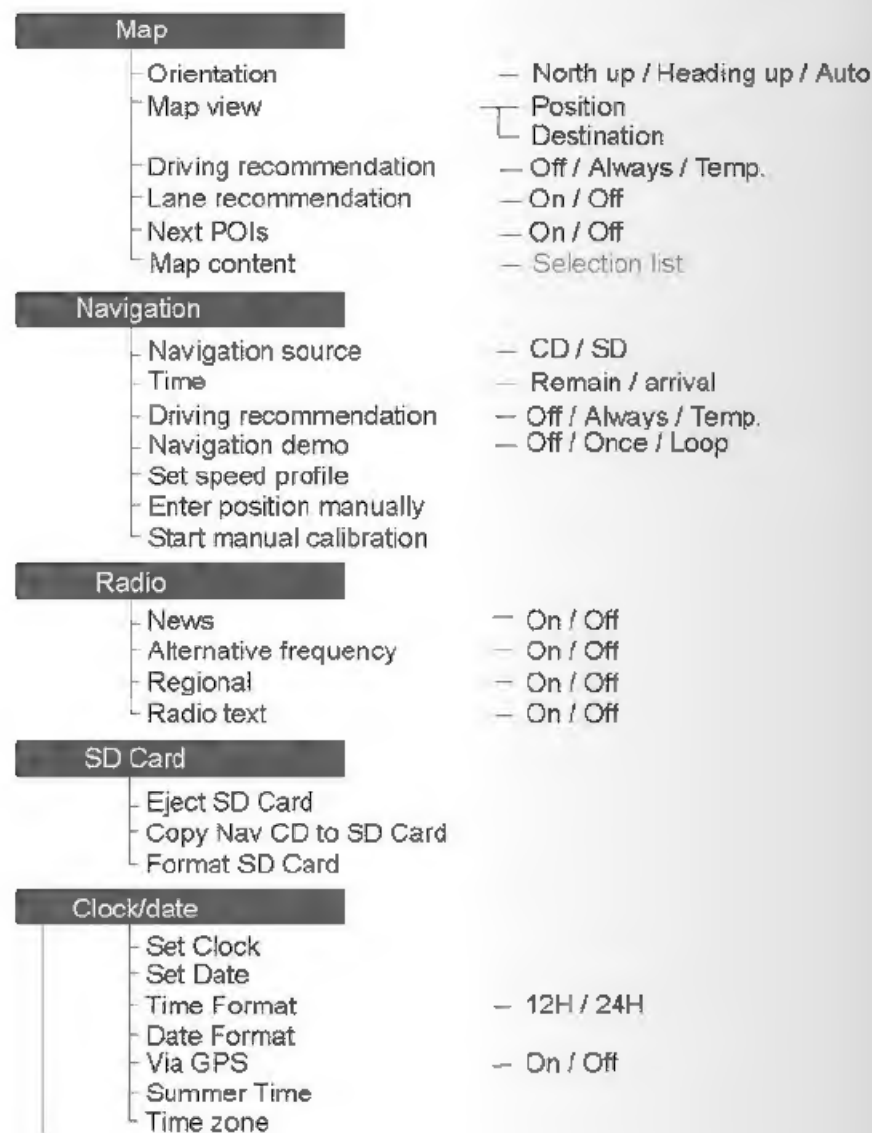 Map
Orientation — North up / Heading up / Auto
Map view — Position
Destination
Driving recommendation — Off / Always / Temp.
Lane recommendation — On / Off
Next POIs — On / Off
Map content — Selection list
Navigation
Navigation source — CD / SD
Time — Remain / arrival
Driving recommendation — Off / Always / Temp.
Navigation demo — Off / Once / Loop
Set speed profile
Enter position manually
Start manual calibration
Radio
News — On / Off
Alternative frequency — On / Off
Regional — On / Off
Radio text — On / Off
SD Card
Eject SD Card
Copy Nav CD to SD Card
Format SD Card
Clock/date
Set Clock
Set Date
Time Format — 12H / 24H
Date Format
Via GPS — On / Off
Summer Time
Time zone